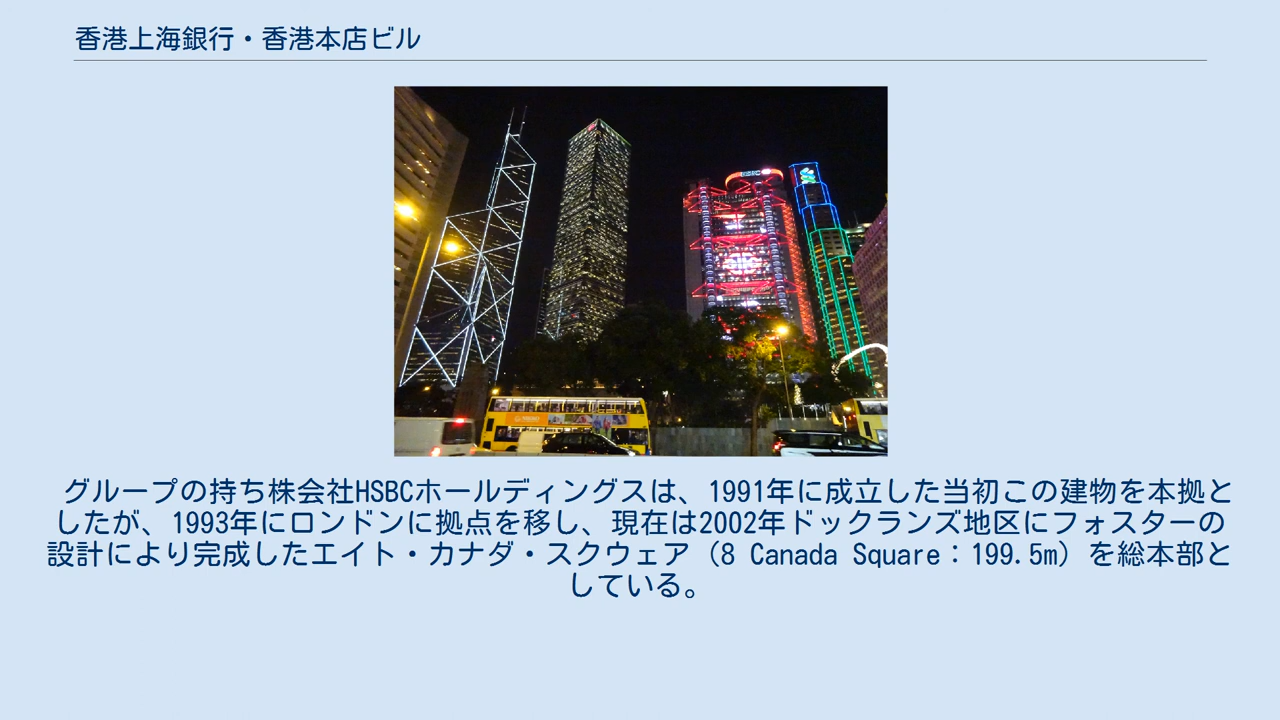 香港上海銀行・香港本店ビル
グループの持ち株会社HSBCホールディングスは、1991年に成立した当初この建物を本拠と
したが、1993年にロンドンに拠点を移し、現在は2002年ドックランズ地区にフォスターの
設計により完成したエイト・カナダ・スクウェア（8 Canada Square：199.5m）を総本部と
している。